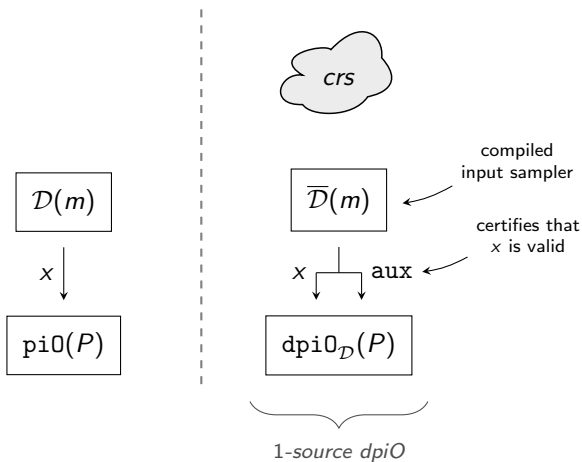 crs
compiled
input sampler
𝒟(m)
𝒟̅(m)
certifies that
x is valid
x
x
aux
piO(P)
dpiO_𝒟(P)
1-source dpiO